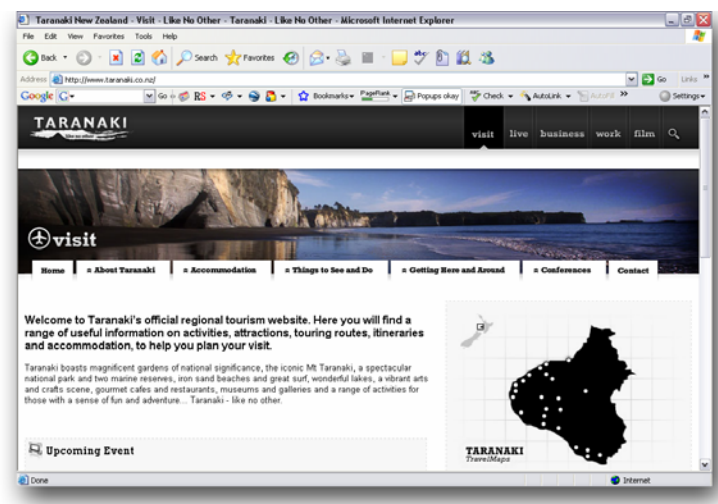 Taranaki New Zealand - Visit - Like No Other - Taranaki - Like No Other - Microsoft Internet Explorer
File Edit View Favorites Tools Help
Back Search Favorites
Address http://www.taranaki.co.nz/ Go Links »
Google G Go RS Bookmarks PageRank Popups okay Check AutoLink AutoFill » Settings
TARANAKI
like no other
visit live business work film
visit
Home = About Taranaki = Accommodation = Things to See and Do = Getting Here and Around = Conferences Contact
Welcome to Taranaki's official regional tourism website. Here you will find a
range of useful information on activities, attractions, touring routes, itineraries
and accommodation, to help you plan your visit.
Taranaki boasts magnificent gardens of national significance, the iconic Mt Taranaki, a spectacular
national park and two marine reserves, iron sand beaches and great surf, wonderful lakes, a vibrant arts
and crafts scene, gourmet cafes and restaurants, museums and galleries and a range of activities for
those with a sense of fun and adventure... Taranaki - like no other.
Upcoming Event
TARANAKI
TravelMaps
Done Internet